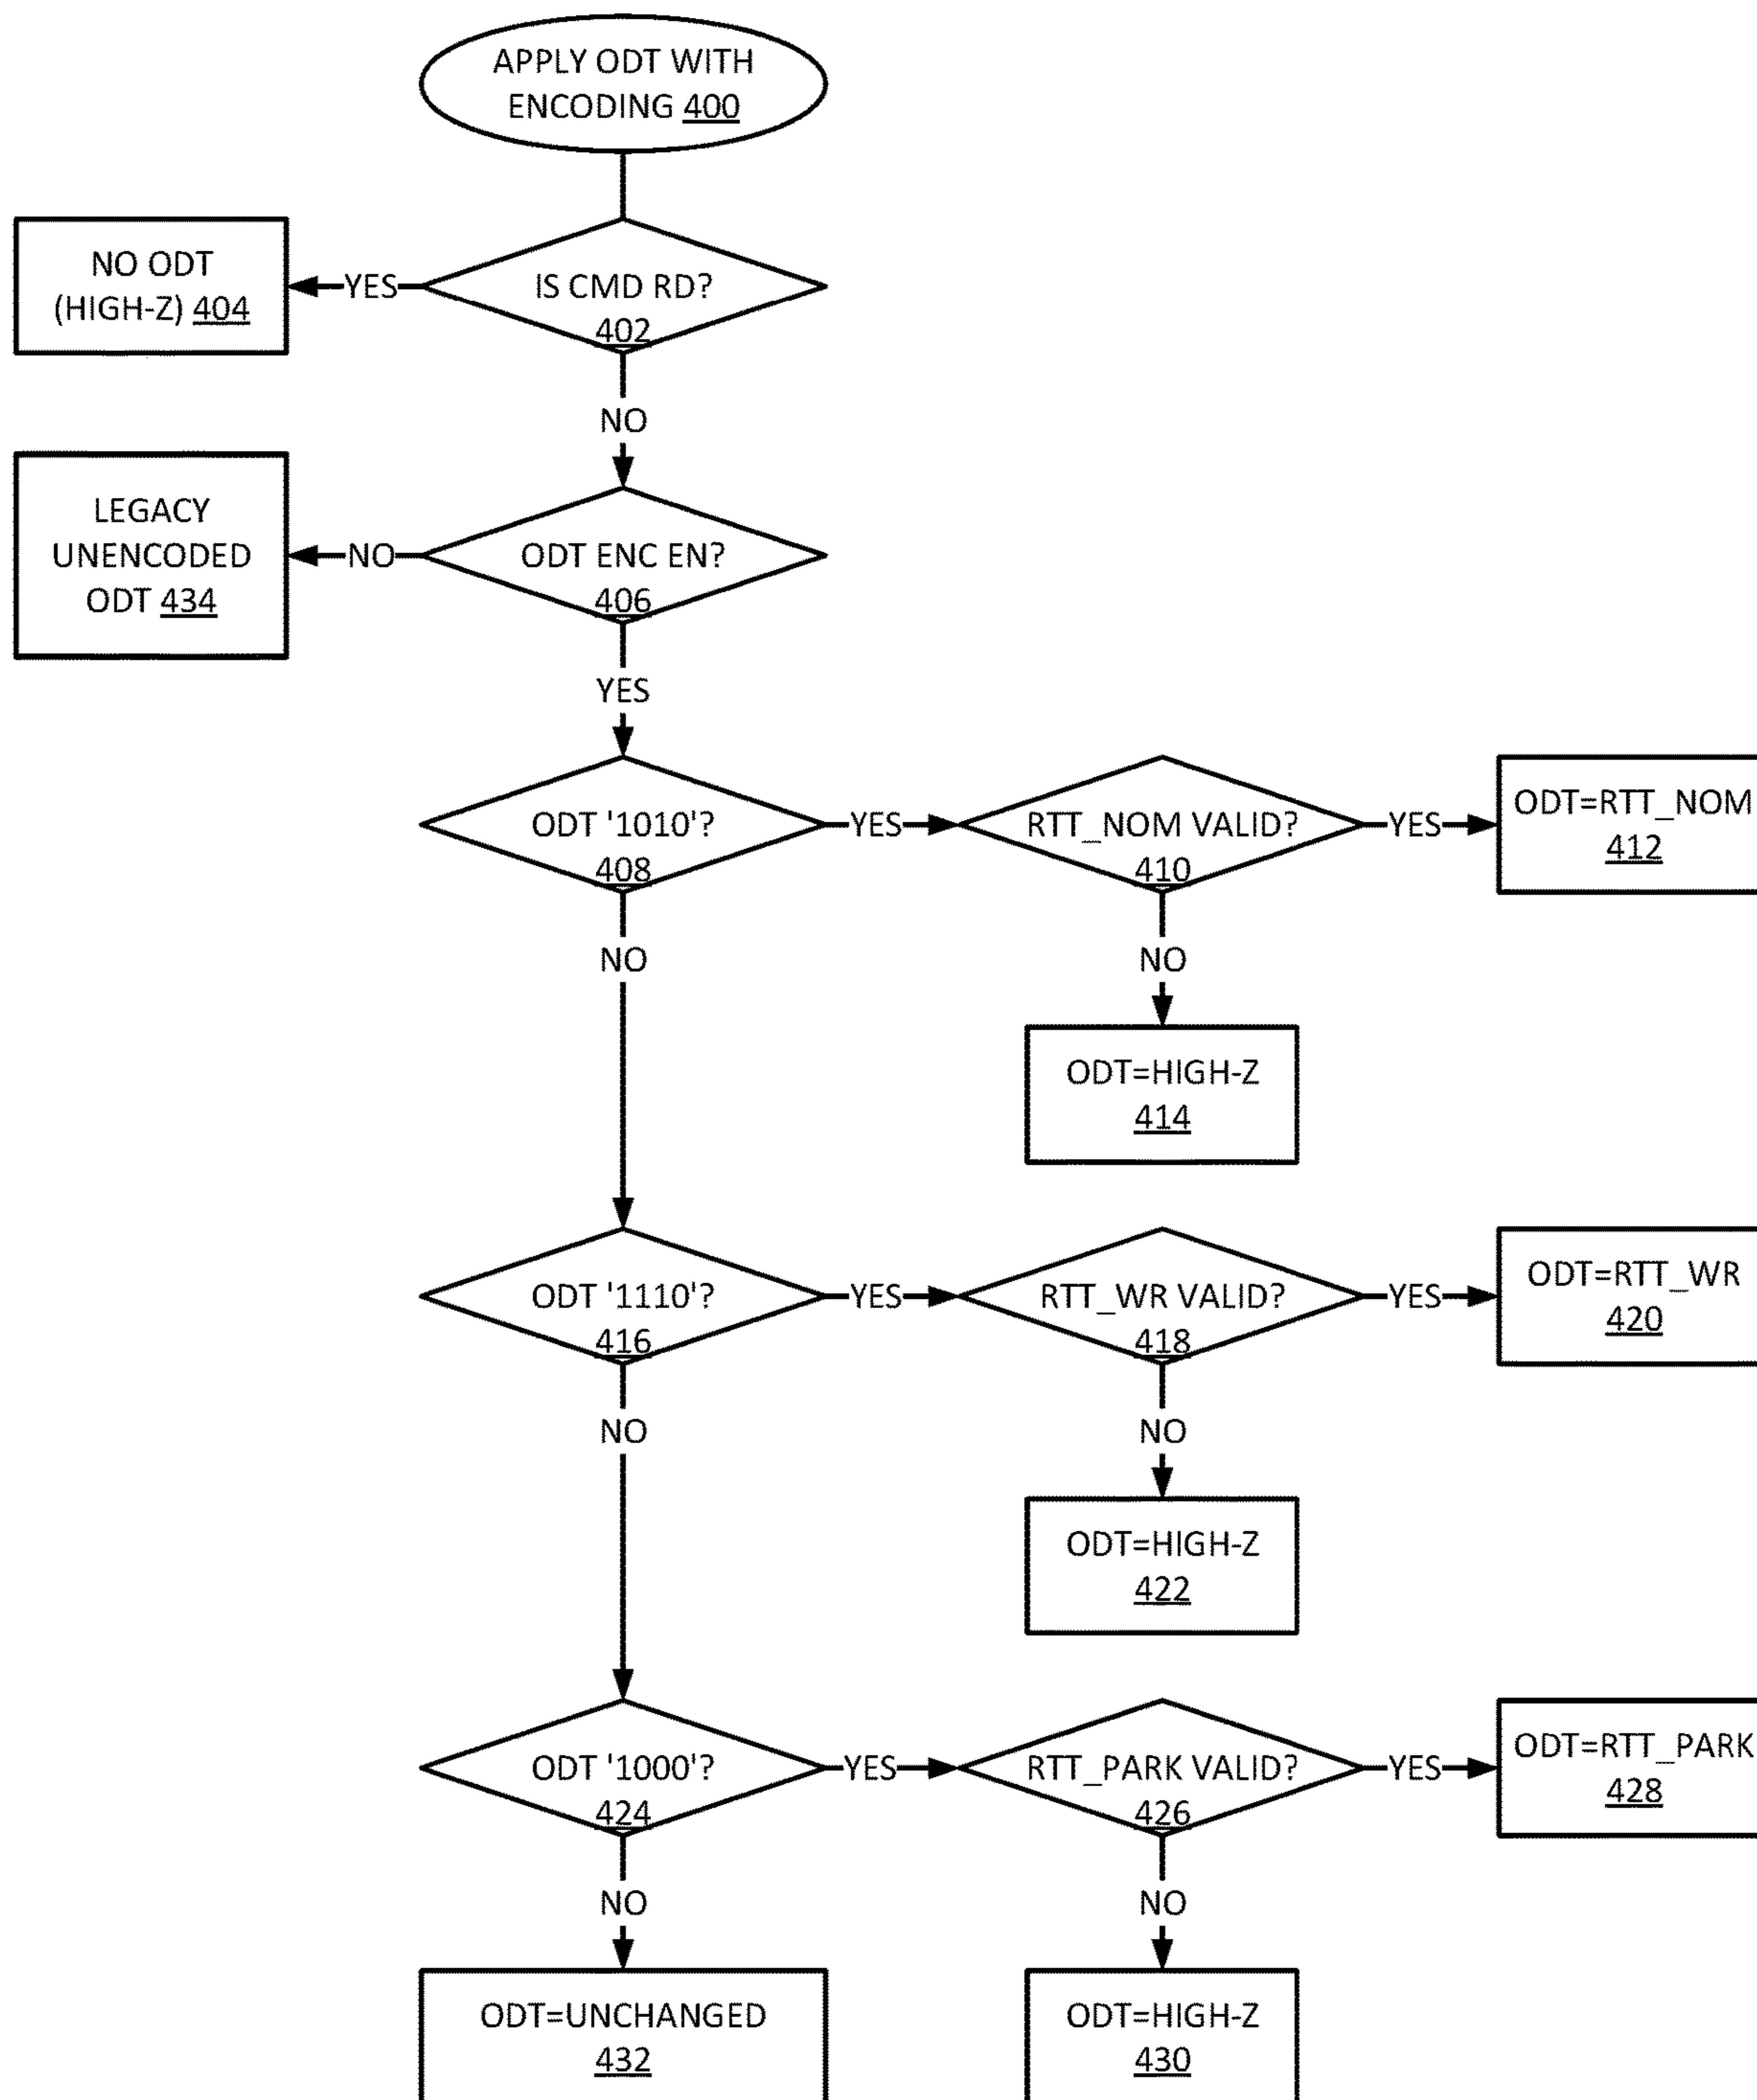 APPLY ODT WITH
ENCODING 400
NO ODT
(HIGH-Z) 404
YES
IS CMD RD?
402
NO
LEGACY
UNENCODED
ODT 434
NO
ODT ENC EN?
406
YES
ODT '1010'?
408
YES
RTT_NOM VALID?
410
YES
ODT=RTT_NOM
412
NO
NO
ODT=HIGH-Z
414
ODT '1110'?
416
YES
RTT_WR VALID?
418
YES
ODT=RTT_WR
420
NO
NO
ODT=HIGH-Z
422
ODT '1000'?
424
YES
RTT_PARK VALID?
426
YES
ODT=RTT_PARK
428
NO
NO
ODT=UNCHANGED
432
ODT=HIGH-Z
430